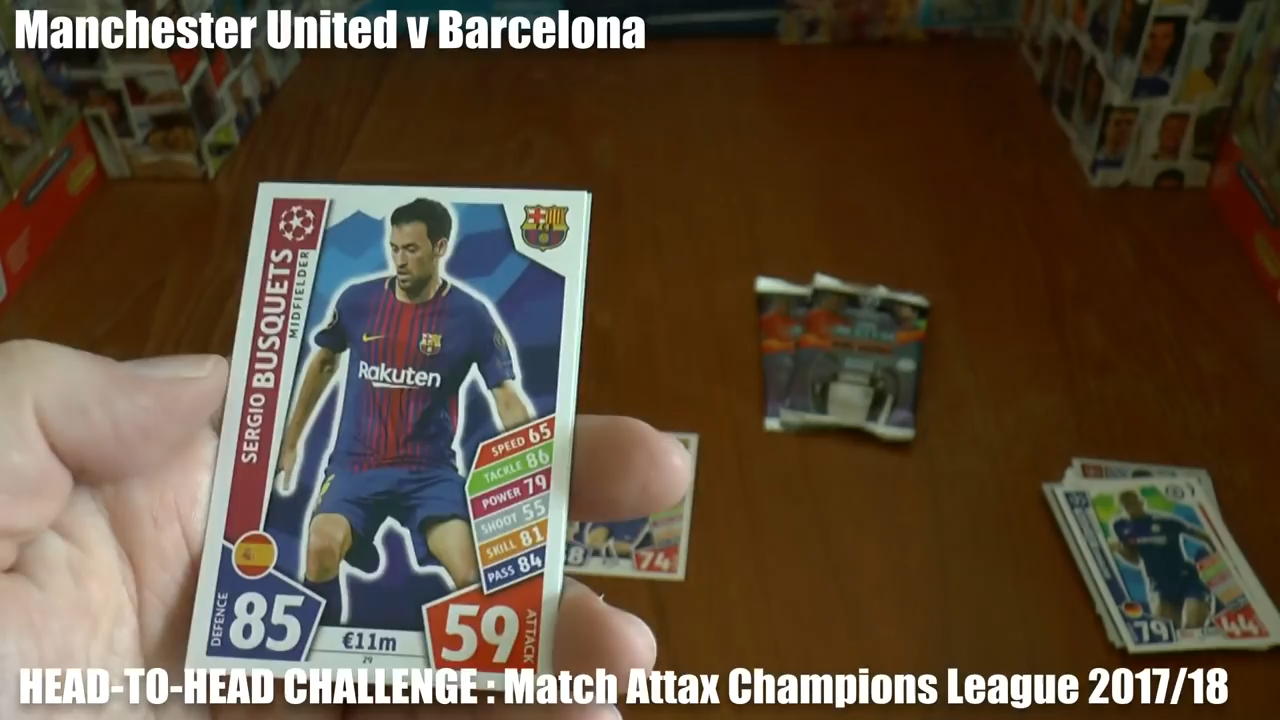 Manchester United v Barcelona
SERGIO BUSQUETS
MIDFIELDER
Rakuten
SPEED 65
TACKLE 86
POWER 79
SHOOT 55
SKILL 81
PASS 84
DEFENCE
85
€11m
29
59
ATTACK
74
79
44
HEAD-TO-HEAD CHALLENGE : Match Attax Champions League 2017/18